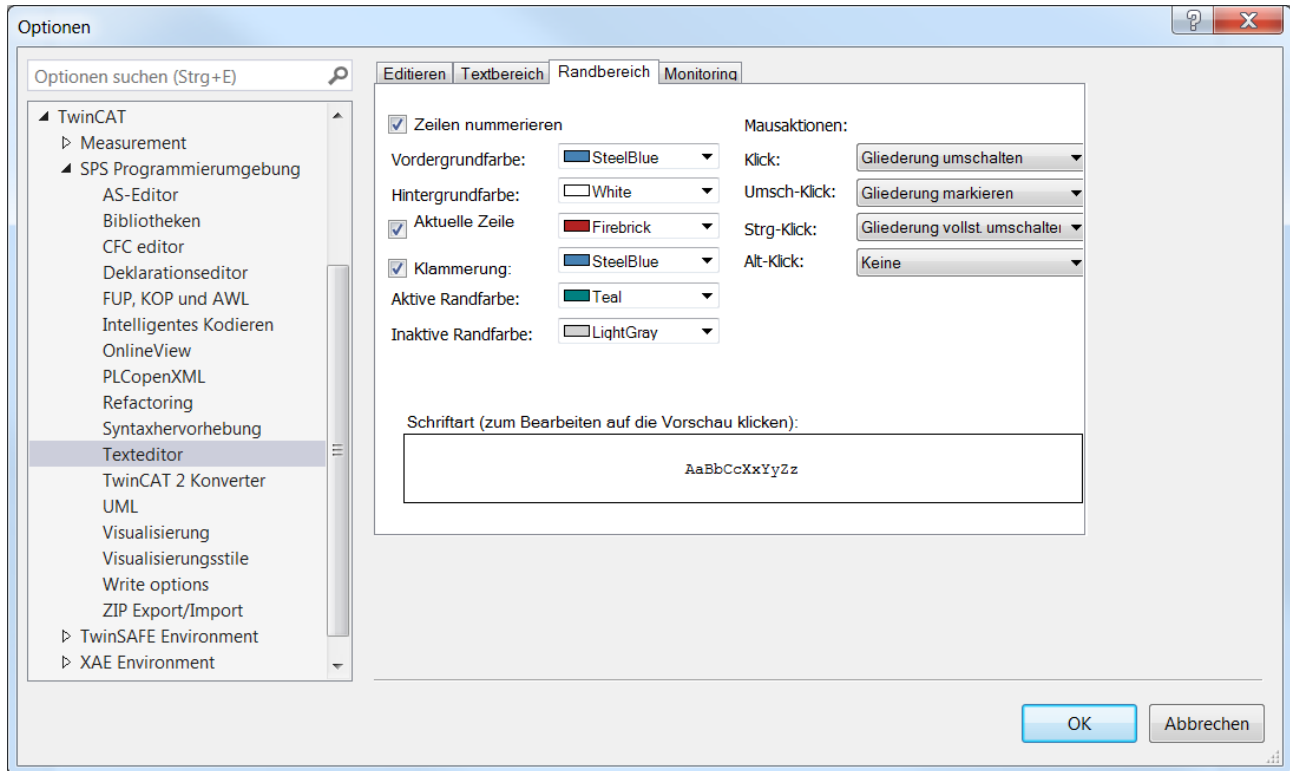 Optionen
Optionen suchen (Strg+E)
TwinCAT
Measurement
SPS Programmierumgebung
AS-Editor
Bibliotheken
CFC editor
Deklarationseditor
FUP, KOP und AWL
Intelligentes Kodieren
OnlineView
PLCopenXML
Refactoring
Syntaxhervorhebung
Texteditor
TwinCAT 2 Konverter
UML
Visualisierung
Visualisierungsstile
Write options
ZIP Export/Import
TwinSAFE Environment
XAE Environment
Editieren Textbereich Randbereich Monitoring
Zeilen nummerieren Mausaktionen:
Vordergrundfarbe: SteelBlue Klick: Gliederung umschalten
Hintergrundfarbe: White Umsch-Klick: Gliederung markieren
Aktuelle Zeile Firebrick Strg-Klick: Gliederung vollst. umschalter
Klammerung: SteelBlue Alt-Klick: Keine
Aktive Randfarbe: Teal
Inaktive Randfarbe: LightGray
Schriftart (zum Bearbeiten auf die Vorschau klicken):
AaBbCcXxYyZz
OK Abbrechen